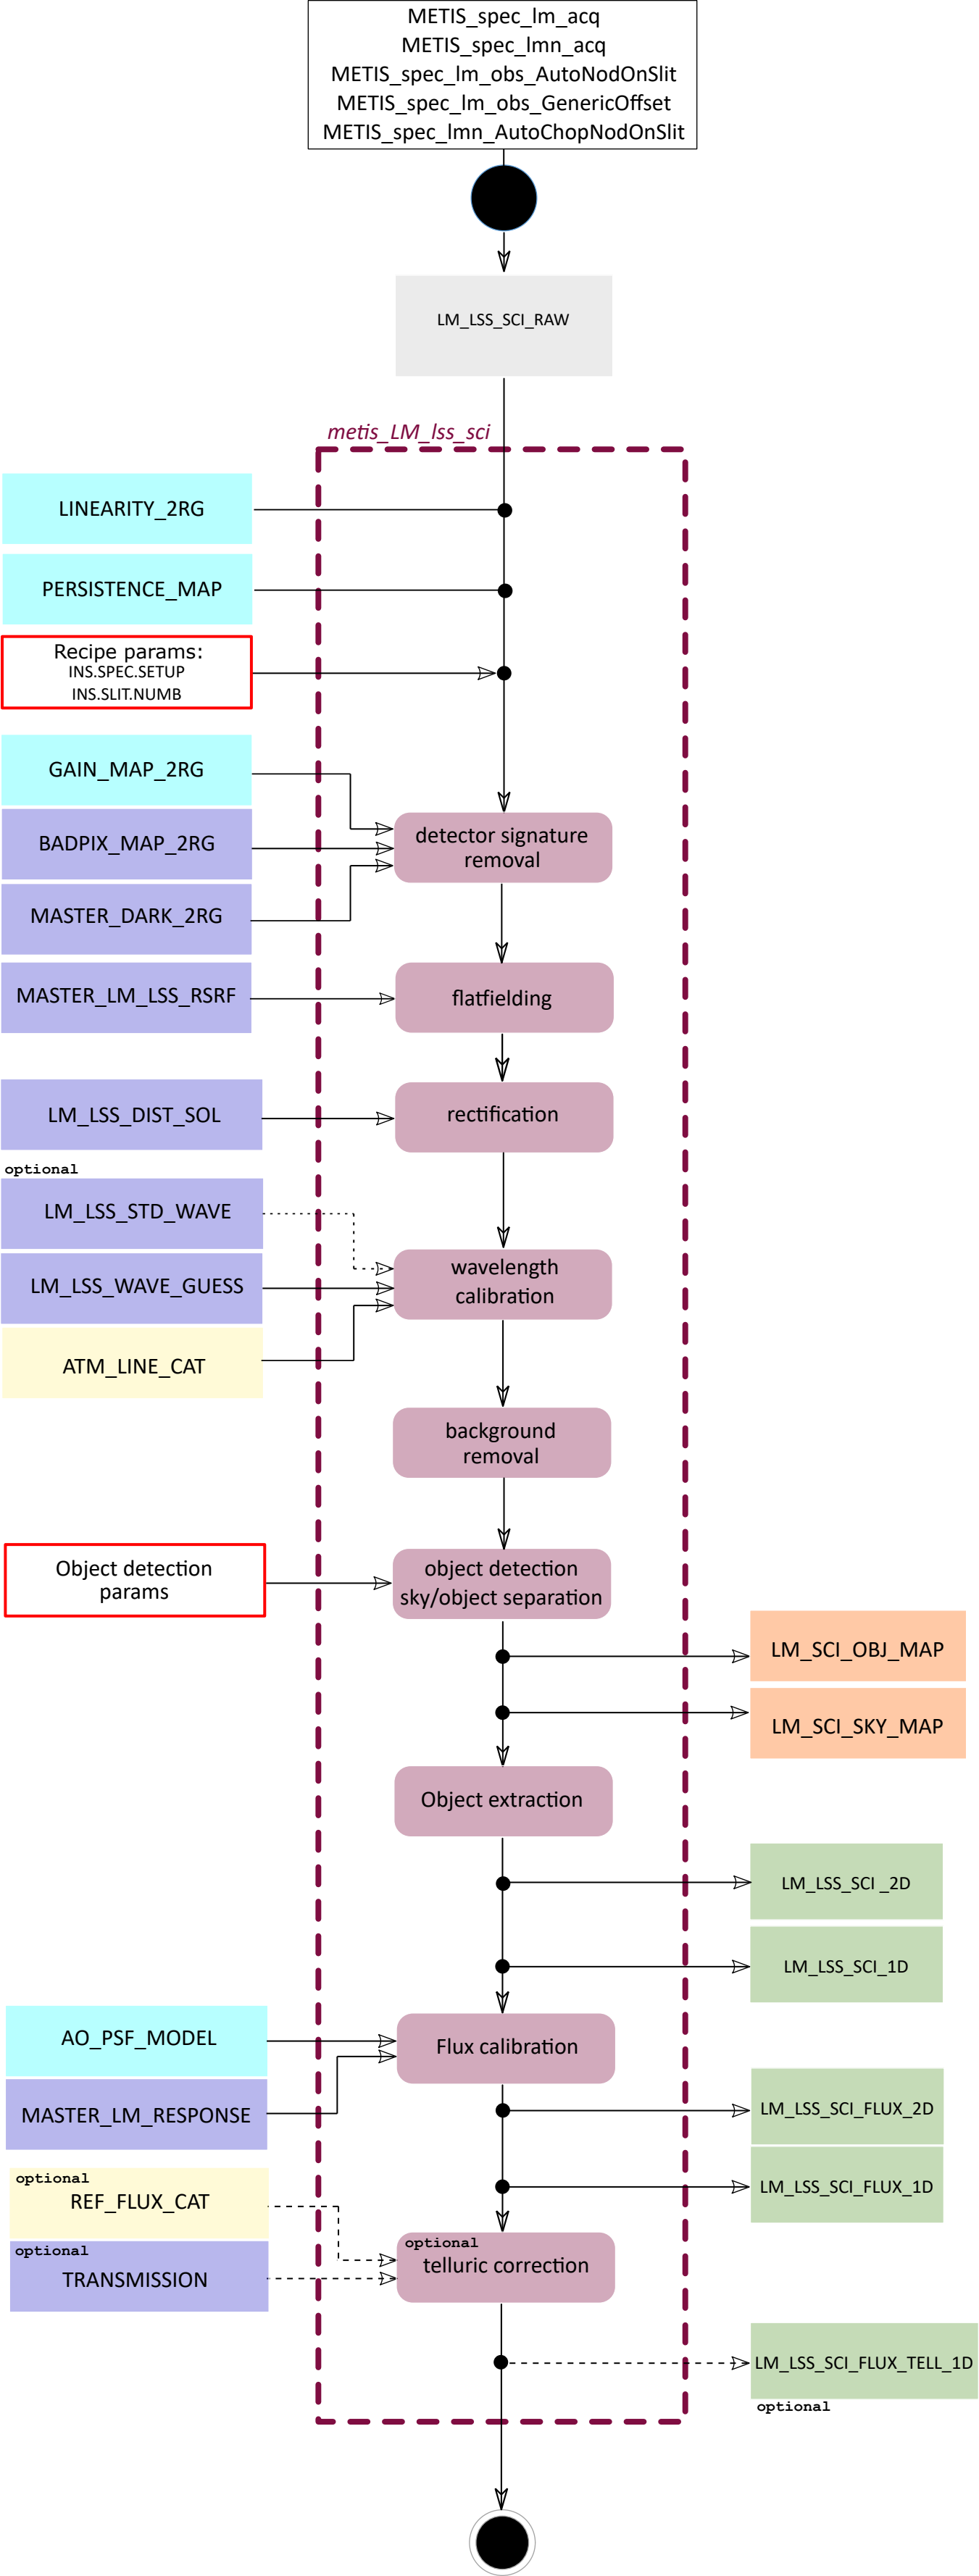 METIS_spec_lm_acq
METIS_spec_lmn_acq
METIS_spec_lm_obs_AutoNodOnSlit
METIS_spec_lm_obs_GenericOffset
METIS_spec_lmn_AutoChopNodOnSlit
LM_LSS_SCI_RAW
metis_LM_lss_sci
LINEARITY_2RG
PERSISTENCE_MAP
Recipe params:
INS.SPEC.SETUP
INS.SLIT.NUMB
GAIN_MAP_2RG
BADPIX_MAP_2RG
MASTER_DARK_2RG
detector signature
removal
MASTER_LM_LSS_RSRF
flatfielding
LM_LSS_DIST_SOL
rectification
optional
LM_LSS_STD_WAVE
LM_LSS_WAVE_GUESS
ATM_LINE_CAT
wavelength
calibration
background
removal
Object detection
params
object detection
sky/object separation
LM_SCI_OBJ_MAP
LM_SCI_SKY_MAP
Object extraction
LM_LSS_SCI _2D
LM_LSS_SCI_1D
AO_PSF_MODEL
MASTER_LM_RESPONSE
Flux calibration
LM_LSS_SCI_FLUX_2D
LM_LSS_SCI_FLUX_1D
optional
REF_FLUX_CAT
optional
TRANSMISSION
optional
telluric correction
LM_LSS_SCI_FLUX_TELL_1D
optional